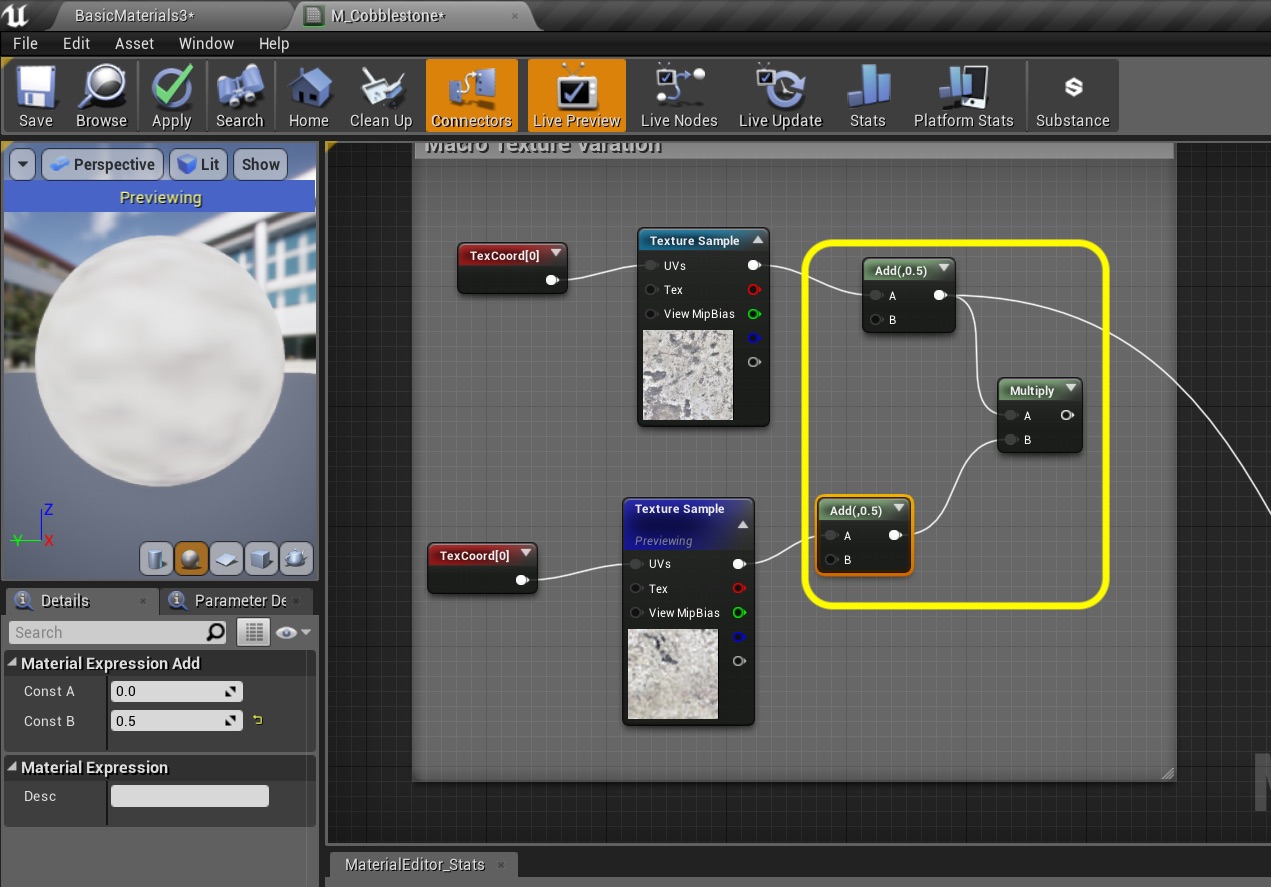 BasicMaterials3*
M_Cobblestone*
File Edit Asset Window Help
Save Browse Apply Search Home Clean Up Connectors Live Preview Live Nodes Live Update Stats Platform Stats Substance
Perspective Lit Show
Previewing
Z
Y X
Details
Parameter De
Search
Material Expression Add
Const A 0.0
Const B 0.5
Material Expression
Desc
Macro Texture Varation
TexCoord[0]
Texture Sample
UVs
Tex
View MipBias
Add(,0.5)
A
B
Multiply
A
B
TexCoord[0]
Texture Sample
Previewing
UVs
Tex
View MipBias
Add(,0.5)
A
B
MaterialEditor_Stats